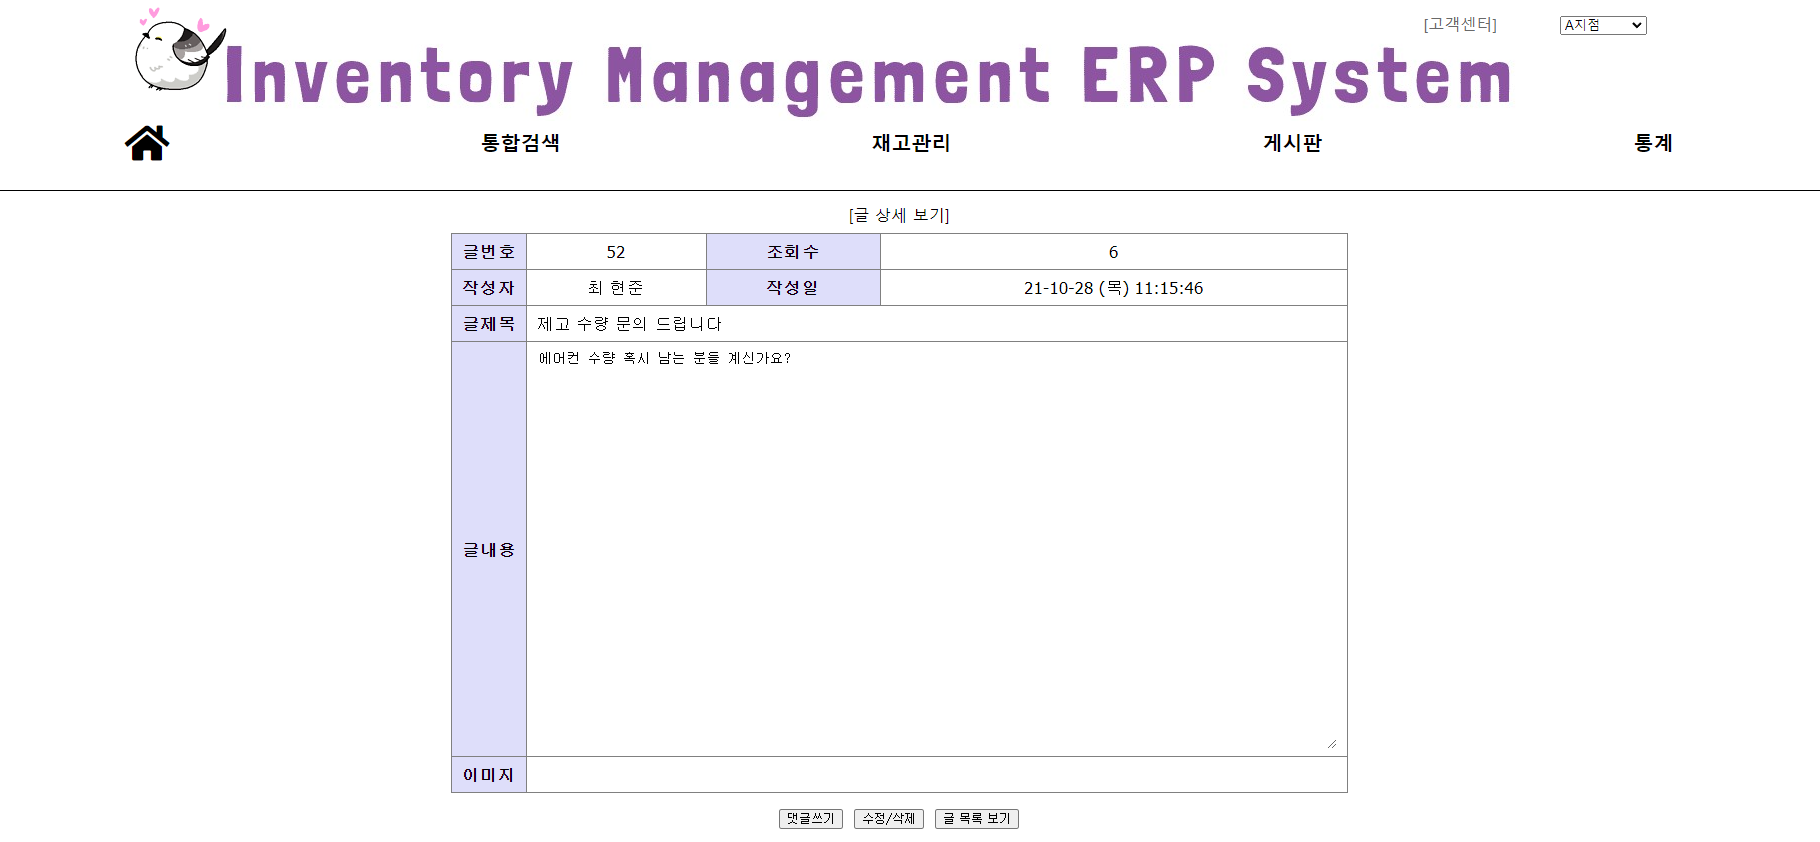 [고객센터] A지점
Inventory Management ERP System
통합검색 재고관리 게시판 통계
[글 상세 보기]
글번호 52 조회수 6
작성자 최 현준 작성일 21-10-28 (목) 11:15:46
글제목 제고 수량 문의 드립니다
글내용 에어컨 수량 혹시 남는 분들 계신가요?
이미지
댓글쓰기 수정/삭제 글 목록 보기